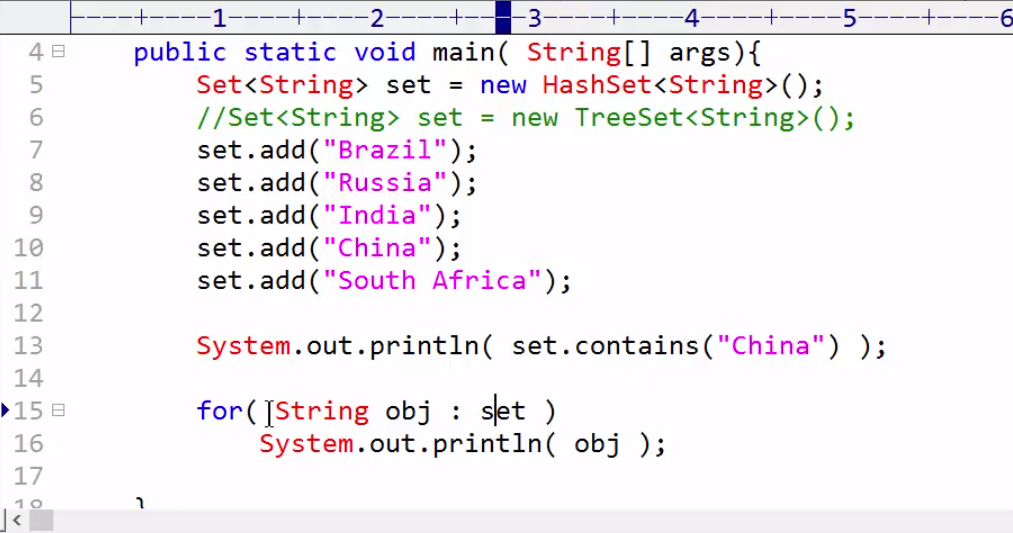 ----+----1----+----2----+----3----+----4----+----5----+----6
4 public static void main( String[] args){
5 Set<String> set = new HashSet<String>();
6 //Set<String> set = new TreeSet<String>();
7 set.add("Brazil");
8 set.add("Russia");
9 set.add("India");
10 set.add("China");
11 set.add("South Africa");
12
13 System.out.println( set.contains("China") );
14
15 for( String obj : set )
16 System.out.println( obj );
17
18 }